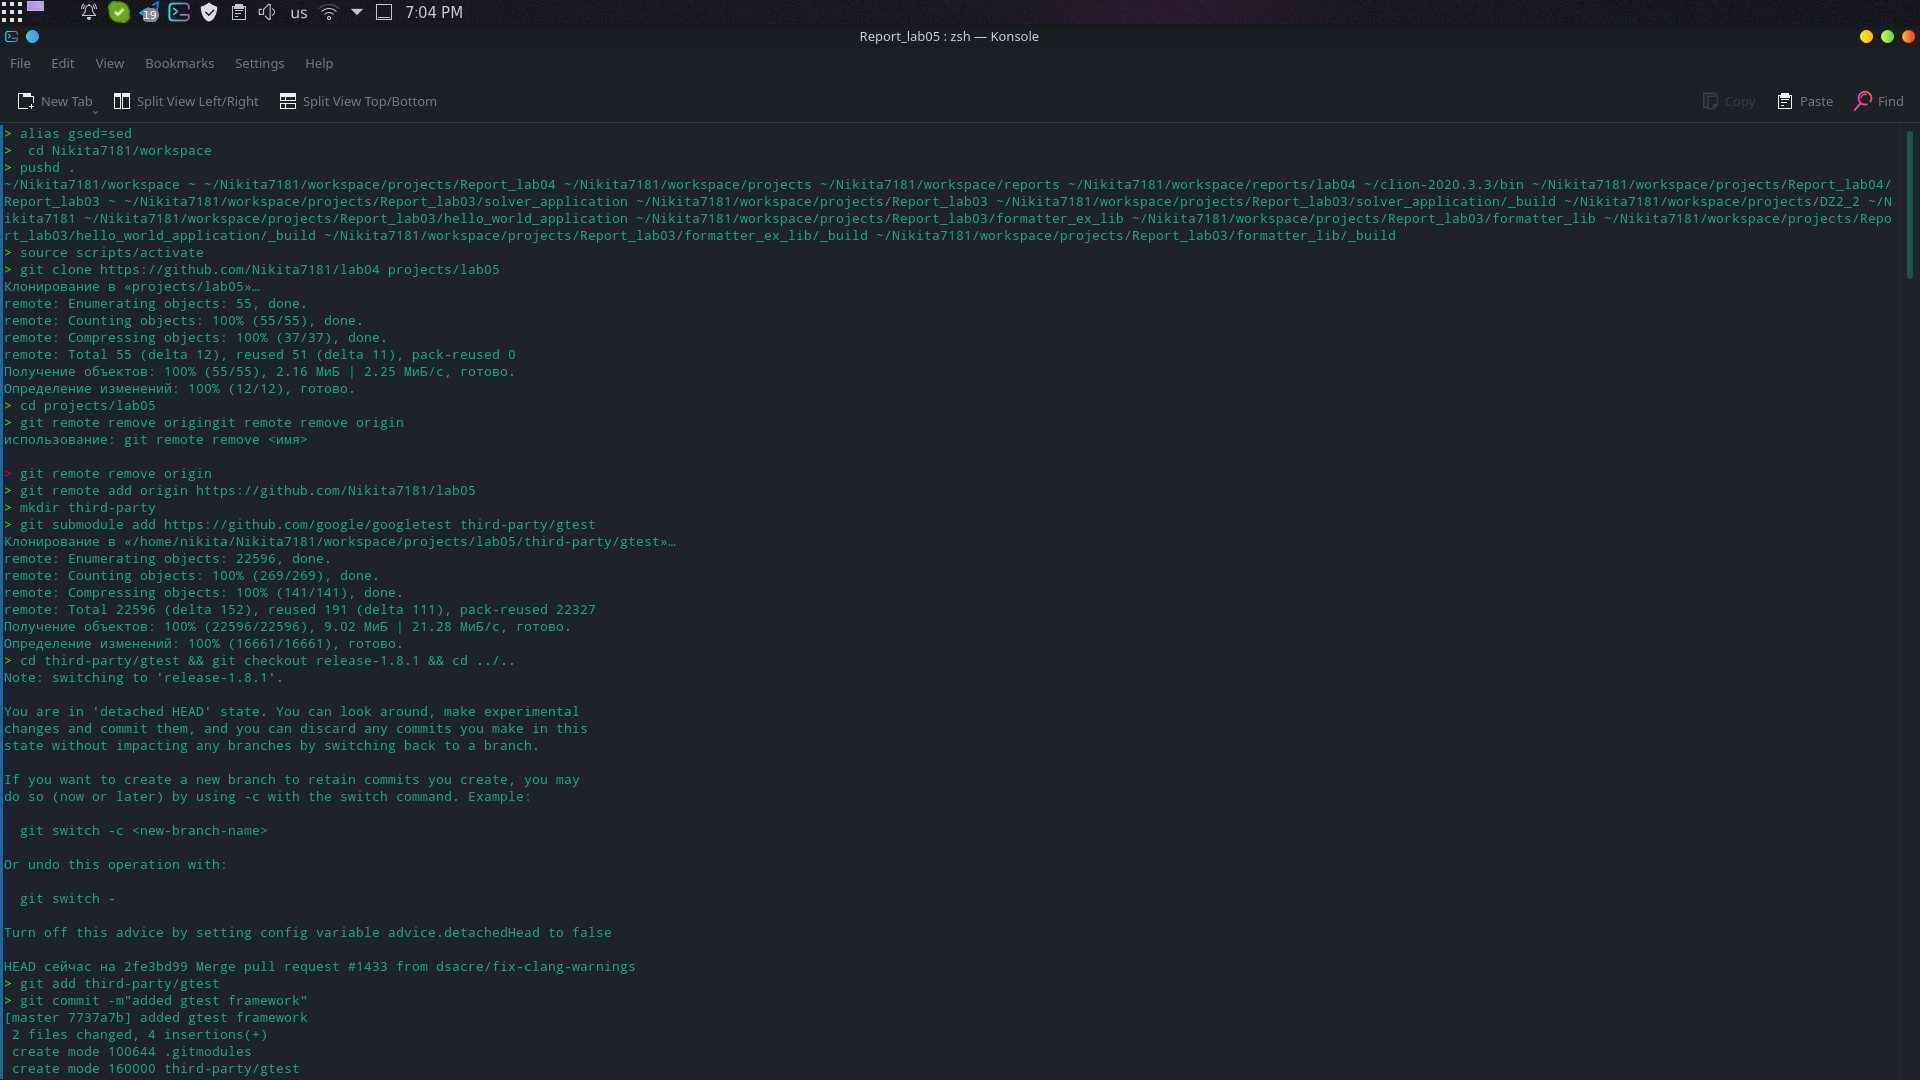 19 us 7:04 PM
Report_lab05 : zsh — Konsole
File Edit View Bookmarks Settings Help
New Tab Split View Left/Right Split View Top/Bottom Copy Paste Find
> alias gsed=sed
>  cd Nikita7181/workspace
> pushd .
~/Nikita7181/workspace ~ ~/Nikita7181/workspace/projects/Report_lab04 ~/Nikita7181/workspace/projects ~/Nikita7181/workspace/reports ~/Nikita7181/workspace/reports/lab04 ~/clion-2020.3.3/bin ~/Nikita7181/workspace/projects/Report_lab04/
Report_lab03 ~ ~/Nikita7181/workspace/projects/Report_lab03/solver_application ~/Nikita7181/workspace/projects/Report_lab03 ~/Nikita7181/workspace/projects/Report_lab03/solver_application/_build ~/Nikita7181/workspace/projects/DZ2_2 ~/N
ikita7181 ~/Nikita7181/workspace/projects/Report_lab03/hello_world_application ~/Nikita7181/workspace/projects/Report_lab03/formatter_ex_lib ~/Nikita7181/workspace/projects/Report_lab03/formatter_lib ~/Nikita7181/workspace/projects/Repo
rt_lab03/hello_world_application/_build ~/Nikita7181/workspace/projects/Report_lab03/formatter_ex_lib/_build ~/Nikita7181/workspace/projects/Report_lab03/formatter_lib/_build
> source scripts/activate
> git clone https://github.com/Nikita7181/lab04 projects/lab05
Клонирование в «projects/lab05»…
remote: Enumerating objects: 55, done.
remote: Counting objects: 100% (55/55), done.
remote: Compressing objects: 100% (37/37), done.
remote: Total 55 (delta 12), reused 51 (delta 11), pack-reused 0
Получение объектов: 100% (55/55), 2.16 МиБ | 2.25 МиБ/с, готово.
Определение изменений: 100% (12/12), готово.
> cd projects/lab05
> git remote remove origingit remote remove origin
использование: git remote remove <имя>
> git remote remove origin
> git remote add origin https://github.com/Nikita7181/lab05
> mkdir third-party
> git submodule add https://github.com/google/googletest third-party/gtest
Клонирование в «/home/nikita/Nikita7181/workspace/projects/lab05/third-party/gtest»…
remote: Enumerating objects: 22596, done.
remote: Counting objects: 100% (269/269), done.
remote: Compressing objects: 100% (141/141), done.
remote: Total 22596 (delta 152), reused 191 (delta 111), pack-reused 22327
Получение объектов: 100% (22596/22596), 9.02 МиБ | 21.28 МиБ/с, готово.
Определение изменений: 100% (16661/16661), готово.
> cd third-party/gtest && git checkout release-1.8.1 && cd ../..
Note: switching to 'release-1.8.1'.
You are in 'detached HEAD' state. You can look around, make experimental
changes and commit them, and you can discard any commits you make in this
state without impacting any branches by switching back to a branch.
If you want to create a new branch to retain commits you create, you may
do so (now or later) by using -c with the switch command. Example:
  git switch -c <new-branch-name>
Or undo this operation with:
  git switch -
Turn off this advice by setting config variable advice.detachedHead to false
HEAD сейчас на 2fe3bd99 Merge pull request #1433 from dsacre/fix-clang-warnings
> git add third-party/gtest
> git commit -m"added gtest framework"
[master 7737a7b] added gtest framework
 2 files changed, 4 insertions(+)
 create mode 100644 .gitmodules
 create mode 160000 third-party/gtest